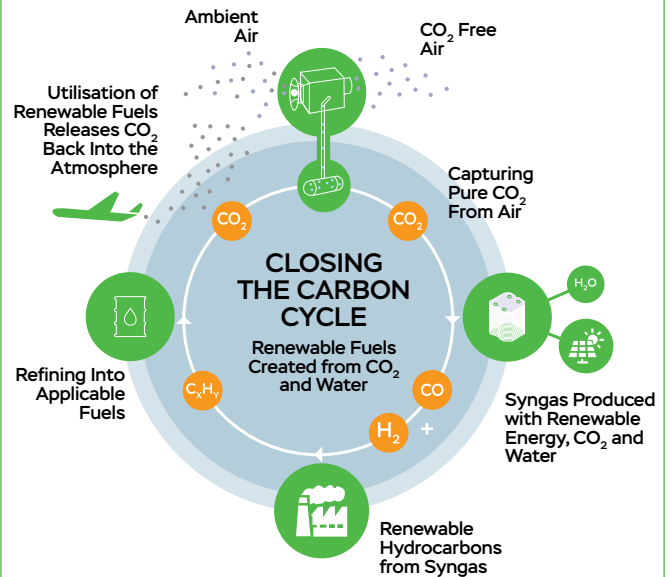 Ambient
Air
CO₂ Free
Air
Utilisation of
Renewable Fuels
Releases CO₂
Back Into the
Atmosphere
Capturing
Pure CO₂
From Air
CO₂
CO₂
CLOSING
THE CARBON
CYCLE
Renewable Fuels
Created from CO₂
and Water
H₂O
Refining Into
Applicable
Fuels
CₓHᵧ
CO
H₂
+
Syngas Produced
with Renewable
Energy, CO₂ and
Water
Renewable
Hydrocarbons
from Syngas